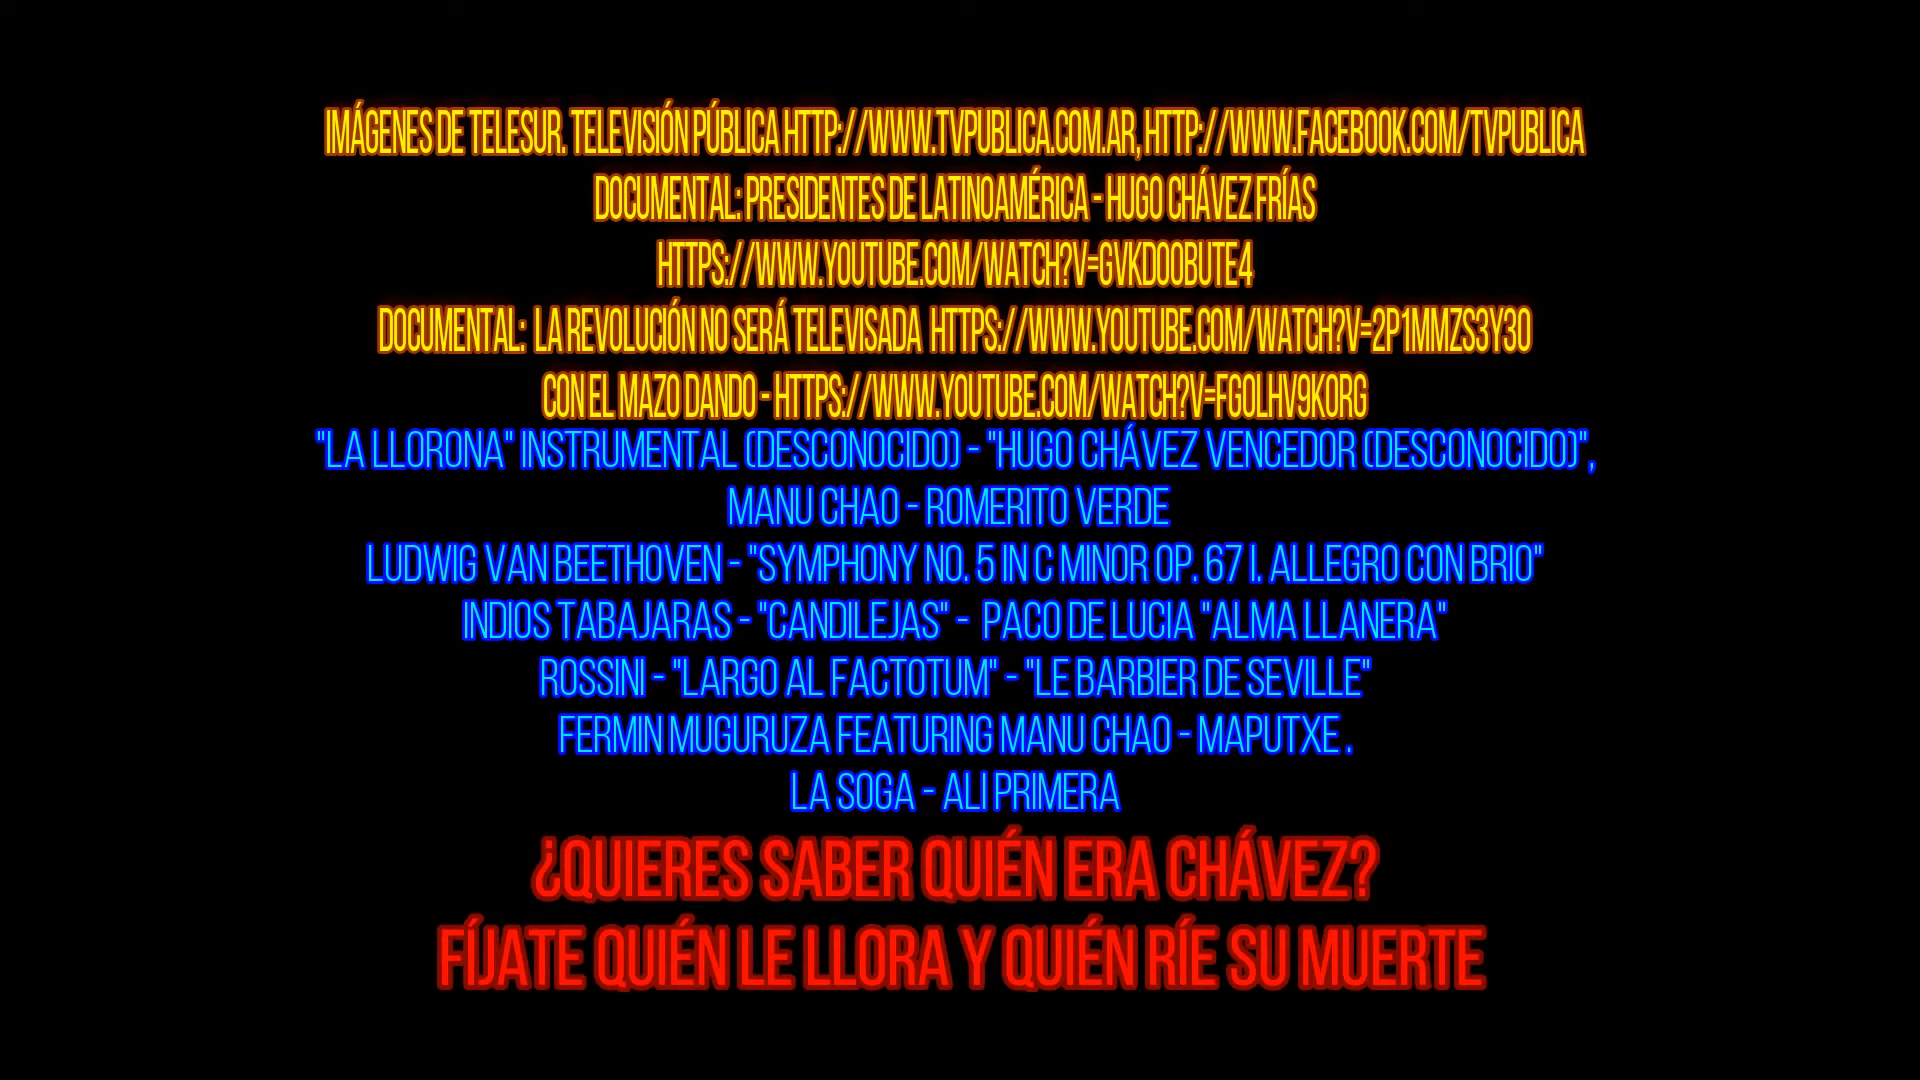 IMÁGENES DE TELESUR. TELEVISIÓN PÚBLICA HTTP://WWW.TVPUBLICA.COM.AR, HTTP://WWW.FACEBOOK.COM/TVPUBLICA
DOCUMENTAL: PRESIDENTES DE LATINOAMÉRICA - HUGO CHÁVEZ FRÍAS
HTTPS://WWW.YOUTUBE.COM/WATCH?V=GVKDOOBUTE4
DOCUMENTAL: LA REVOLUCIÓN NO SERÁ TELEVISADA HTTPS://WWW.YOUTUBE.COM/WATCH?V=2P1MMZS3Y30
CON EL MAZO DANDO - HTTPS://WWW.YOUTUBE.COM/WATCH?V=FGOLHV9KORG
"LA LLORONA" INSTRUMENTAL (DESCONOCIDO) - "HUGO CHÁVEZ VENCEDOR (DESCONOCIDO)",
MANU CHAO - ROMERITO VERDE
LUDWIG VAN BEETHOVEN - "SYMPHONY NO. 5 IN C MINOR OP. 67 I. ALLEGRO CON BRIO"
INDIOS TABAJARAS - "CANDILEJAS" - PACO DE LUCIA "ALMA LLANERA"
ROSSINI - "LARGO AL FACTOTUM" - "LE BARBIER DE SEVILLE"
FERMIN MUGURUZA FEATURING MANU CHAO - MAPUTXE .
LA SOGA - ALI PRIMERA
¿QUIERES SABER QUIÉN ERA CHÁVEZ?
FÍJATE QUIÉN LE LLORA Y QUIÉN RÍE SU MUERTE